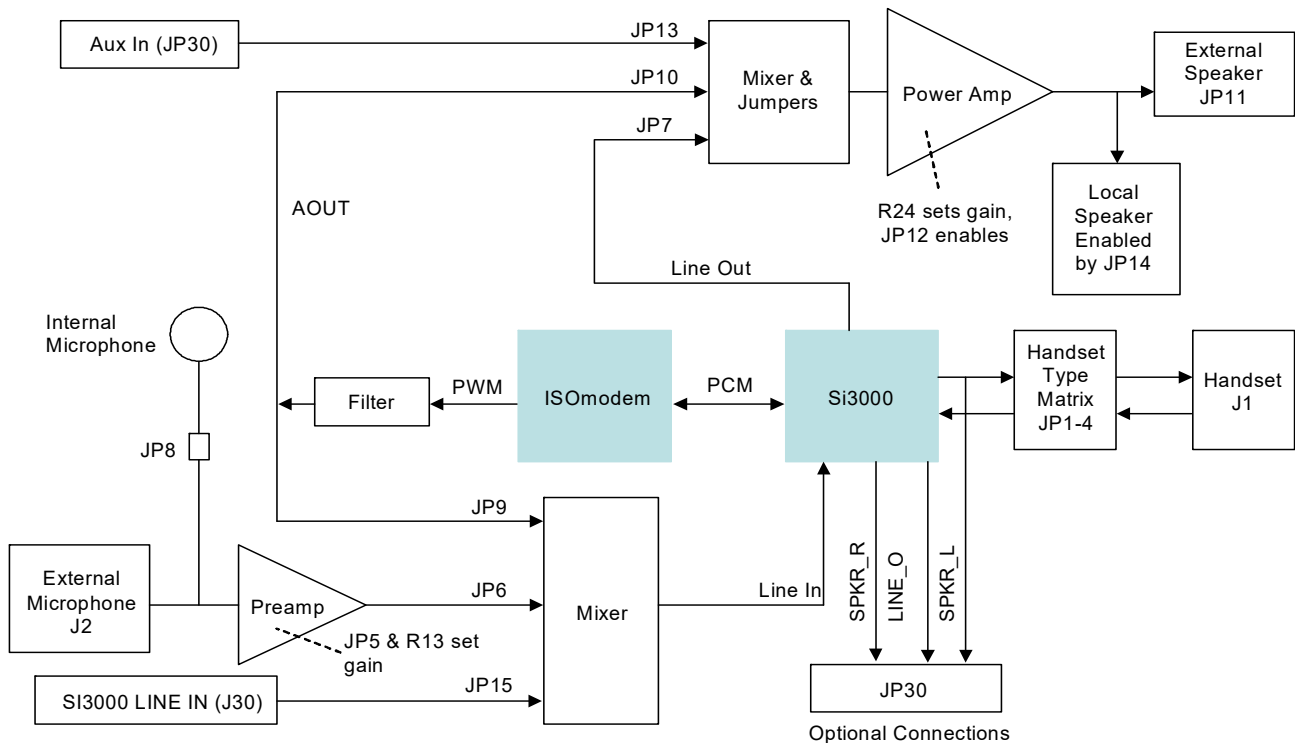 Aux In (JP30)
JP13
JP10
JP7
Mixer &
Jumpers
Power Amp
External
Speaker
JP11
R24 sets gain,
JP12 enables
Local
Speaker
Enabled
by JP14
AOUT
Line Out
Internal
Microphone
JP8
Filter
PWM
ISOmodem
PCM
Si3000
Handset
Type
Matrix
JP1-4
Handset
J1
JP9
External
Microphone
J2
Preamp
JP6
JP5 & R13 set
gain
Mixer
Line In
SPKR_R
LINE_O
SPKR_L
SI3000 LINE IN (J30)
JP15
JP30
Optional Connections